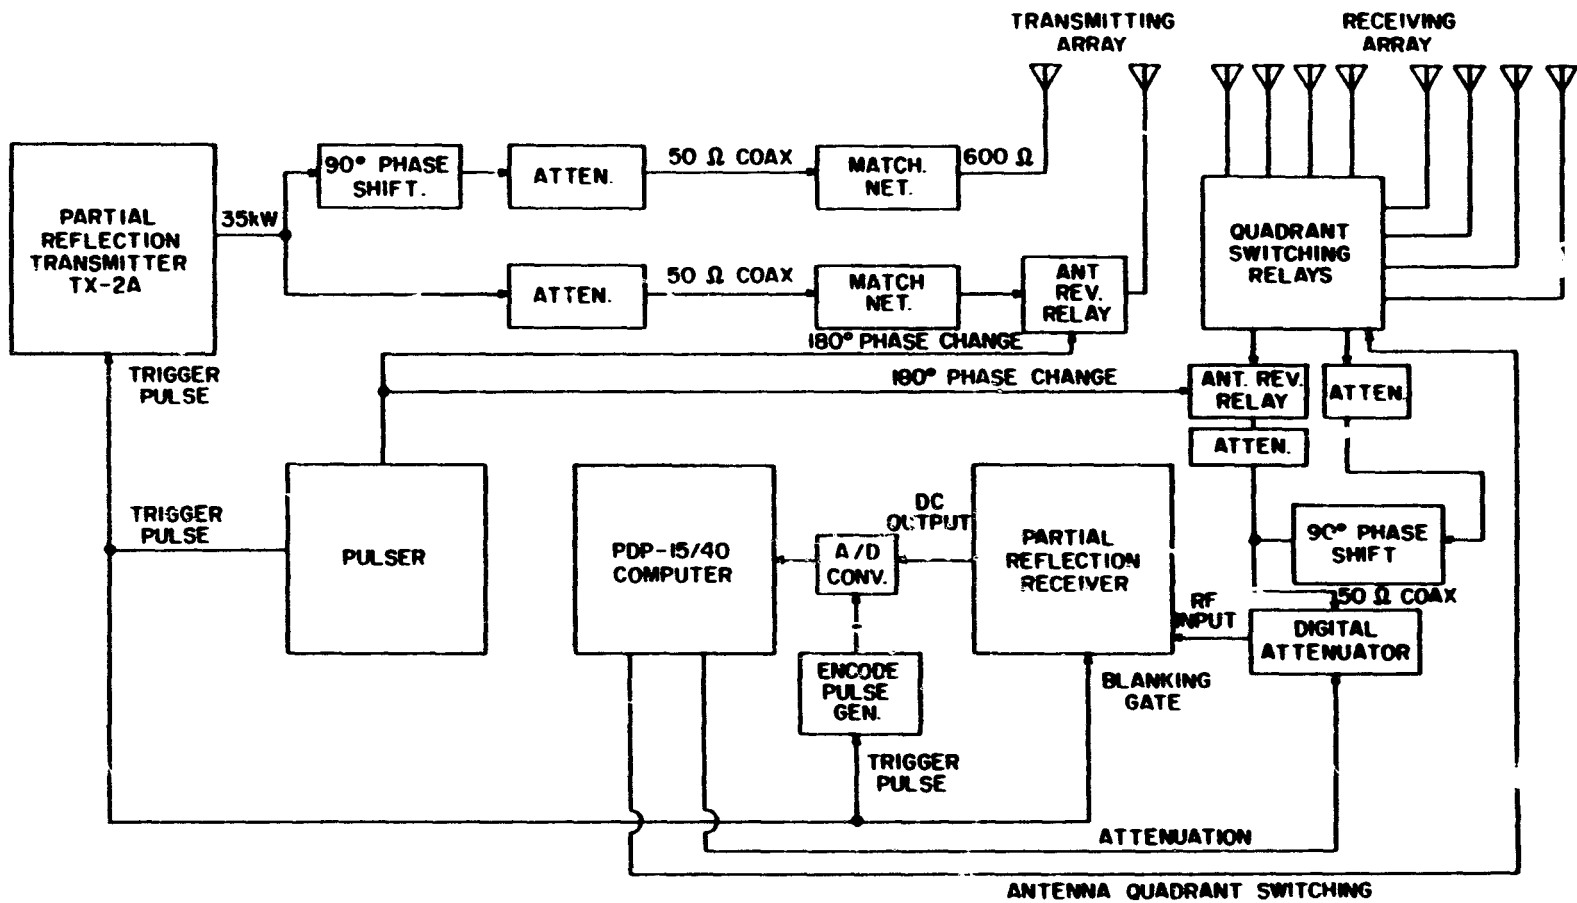 TRANSMITTING
ARRAY
RECEIVING
ARRAY
PARTIAL
REFLECTION
TRANSMITTER
TX-2A
35kW
90° PHASE
SHIFT.
ATTEN.
50 Ω COAX
MATCH.
NET.
600 Ω
ATTEN.
50 Ω COAX
MATCH
NET.
ANT
REV.
RELAY
QUADRANT
SWITCHING
RELAYS
180° PHASE CHANGE
180° PHASE CHANGE
TRIGGER
PULSE
ANT. REV.
RELAY
ATTEN.
ATTEN.
TRIGGER
PULSE
PULSER
PDP-15/40
COMPUTER
A/D
CONV.
DC
OUTPUT
PARTIAL
REFLECTION
RECEIVER
90° PHASE
SHIFT
50 Ω COAX
RF
INPUT
DIGITAL
ATTENUATOR
ENCODE
PULSE
GEN.
BLANKING
GATE
TRIGGER
PULSE
ATTENUATION
ANTENNA QUADRANT SWITCHING